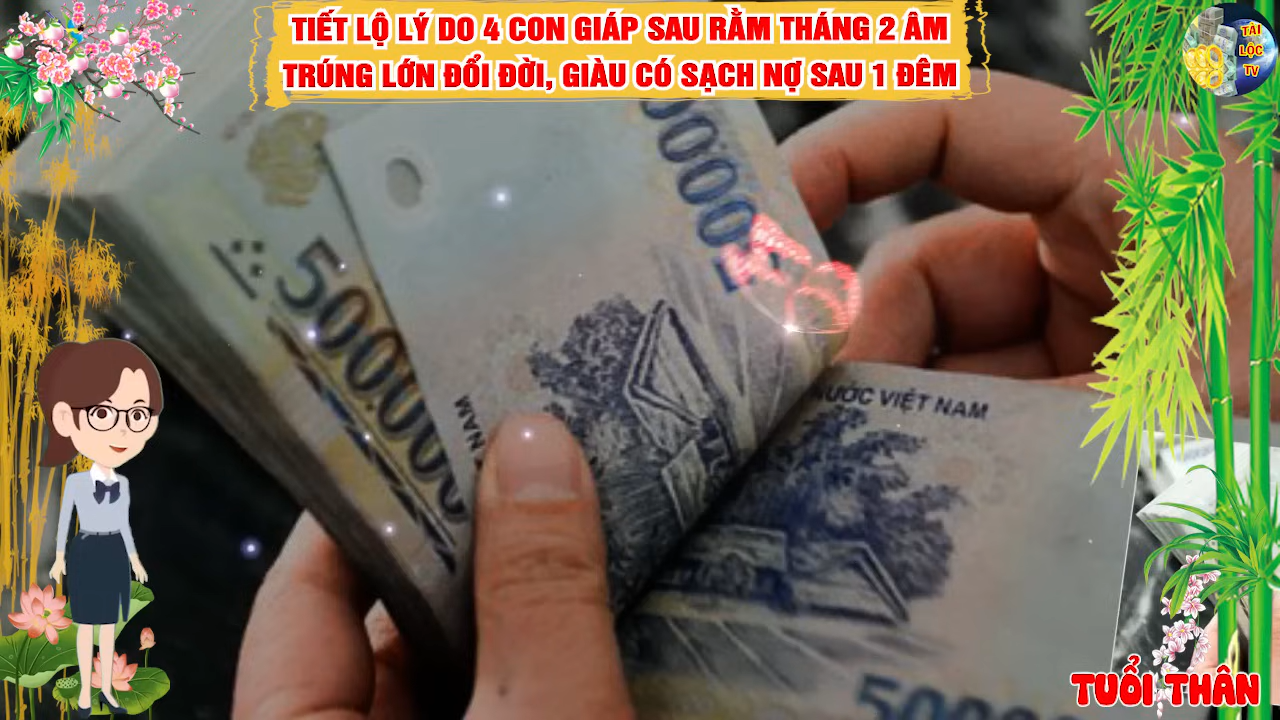 TIẾT LỘ LÝ DO 4 CON GIÁP SAU RẰM THÁNG 2 ÂM
TRÚNG LỚN ĐỔI ĐỜI, GIÀU CÓ SẠCH NỢ SAU 1 ĐÊM
TÀI
LỘC
TV
500000
NƯỚC VIỆT NAM
NAM
TUỔI THÂN